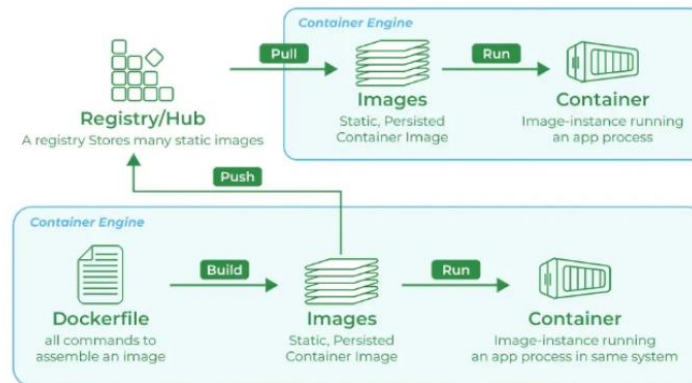 Container Engine
Pull
Run
Registry/Hub
A registry Stores many static images
Images
Static, Persisted
Container Image
Container
Image-instance running
an app process
Push
Container Engine
Build
Run
Dockerfile
all commands to
assemble an image
Images
Static, Persisted
Container Image
Container
Image-instance running
an app process in same system